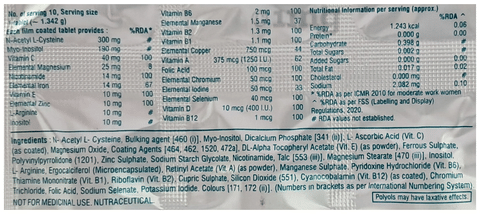 No. of serving 10, Serving size
1 tablet (~ 1.342 g)
Each film coated tablet provides : %RDA*
N-Acetyl L-Cysteine 300 mg #
Myo-Inositol 190 mg #
Vitamin C 40 mg 100
Elemental Magnesium 25 mg 8
Nicotinamide 14 mg 100
Elemental Iron 14 mg 67
Vitamin E 10 mg 100
Elemental Zinc 10 mg
L-Arginine 10 mg #
Inositol 10 mg #
Vitamin B6 2 mg 100
Elemental Manganese 1.5 mg 37
Vitamin B2 1.3 mg
Vitamin B1 1 mg
Elemental Copper 750 mcg 44
Vitamin A 375 mcg (1250 I.U.) 62
Folic Acid 100 mcg
Elemental Chromium 50 mcg 100
Elemental Iodine 50 mcg 33
Elemental Selenium 40 mcg 100
Vitamin D 10 mcg (400 I.U.) 100
Vitamin B12 1 mcg 100
Nutritional information per serving (approx.)
%RDA ^
Energy 1.243 kcal 0.06
Protein* 0.000 g 0.00
Carbohydrate 0.398 g #
Total Sugars 0.002 g #
Added Sugars 0.000 g 0.00
Total Fat 0.011 g 0.02
Cholesterol 0.000 mg #
Sodium 2.082 mg 0.10
* %RDA as per ICMR 2010 for moderate work women
^ %RDA as per FSS (Labelling & Display)
Regulations, 2020.
# RDA values not established.
Ingredients : N-Acetyl L-Cysteine, Bulking agent [460 (i)], Myo-Inositol, Dicalcium Phosphate [341 (ii)], L- Ascorbic Acid (Vit. C)
(as coated), Magnesium Oxide, Coating Agents (464, 462, 1520, 472a), DL-Alpha Tocopheryl Acetate (Vit. E) (as powder), Ferrous Sulphate,
Polyvinylpyrrolidone (1201), Zinc Sulphate, Sodium Starch Glycolate, Nicotinamide, Talc [553 (iii)], Magnesium Stearate [470 (iii)], Inositol,
L- Arginine, Ergocalciferol (Microencapsulated), Retinyl Acetate (Vit A) (as powder), Manganese Sulphate, Pyridoxine Hydrochloride (Vit. B6),
Thiamine Mononitrate (Vit. B1), Riboflavin (Vit. B2), Cupric Sulphate, Silicon Dioxide (551), Cyanocobalamin (Vit. B12) (as coated), Chromium
Trichloride, Folic Acid, Sodium Selenate, Potassium Iodide. Colours [171, 172 (ii)]. (Numbers in brackets as per International Numbering System)
NOT FOR MEDICINAL USE. NUTRACEUTICAL Polyols may have laxative effects.